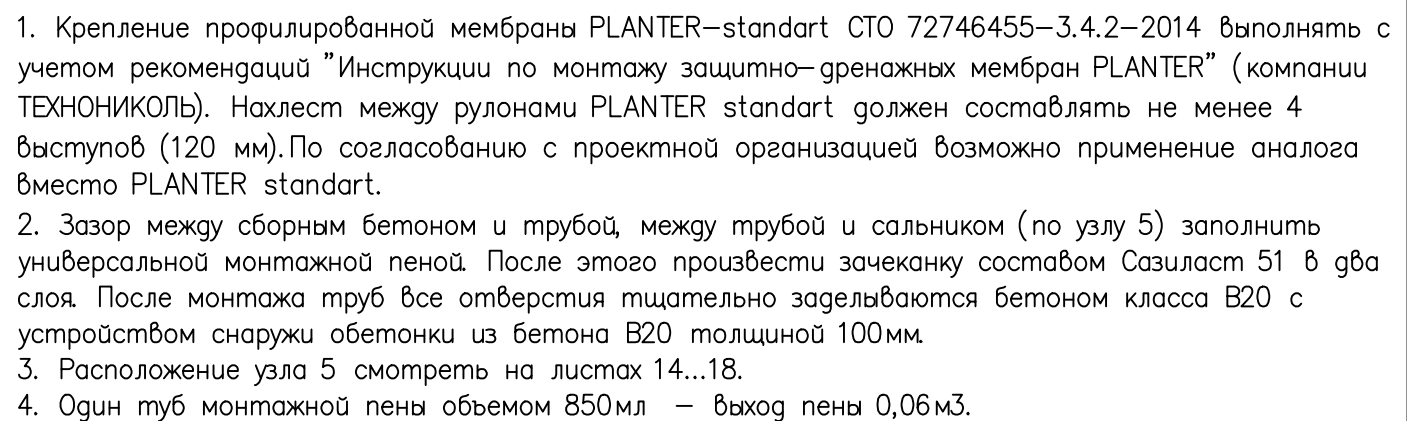 1. Крепление профилированной мембраны PLANTER–standart СТО 72746455–3.4.2–2014 выполнять с
учетом рекомендаций "Инструкции по монтажу защитно–дренажных мембран PLANTER" (компании
ТЕХНОНИКОЛЬ). Нахлест между рулонами PLANTER standart должен составлять не менее 4
выступов (120 мм). По согласованию с проектной организацией возможно применение аналога
вместо PLANTER standart.
2. Зазор между сборным бетоном и трубой, между трубой и сальником (по узлу 5) заполнить
универсальной монтажной пеной. После этого произвести зачеканку составом Сазиласт 51 в два
слоя. После монтажа труб все отверстия тщательно заделываются бетоном класса В20 с
устройством снаружи обетонки из бетона В20 толщиной 100мм.
3. Расположение узла 5 смотреть на листах 14...18.
4. Один туб монтажной пены объемом 850мл – выход пены 0,06м3.